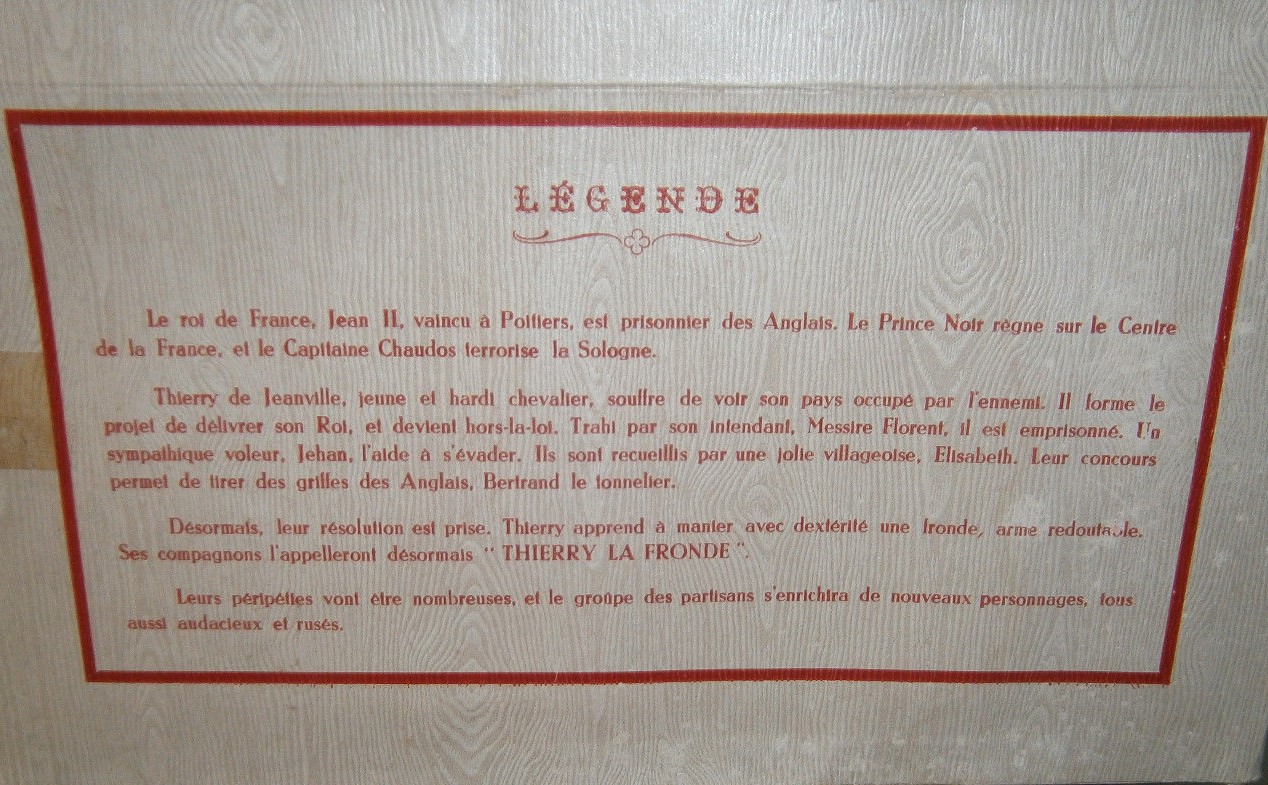 LÉGENDE
Le roi de France, Jean II, vaincu à Poitiers, est prisonnier des Anglais. Le Prince Noir règne sur le Centre
de la France, et le Capitaine Chaudos terrorise la Sologne.
Thierry de Jeanville, jeune et hardi chevalier, souffre de voir son pays occupé par l'ennemi. Il forme le
projet de délivrer son Roi, et devient hors-la-loi. Trahi par son intendant, Messire Florent, il est emprisonné. Un
sympathique voleur, Jehan, l'aide à s'évader. Ils sont recueillis par une jolie villageoise, Elisabeth. Leur concours
permet de tirer des griffes des Anglais, Bertrand le tonnelier.
Désormais, leur résolution est prise. Thierry apprend à manier avec dextérité une fronde, arme redoutable.
Ses compagnons l'appelleront désormais " THIERRY LA FRONDE ".
Leurs péripéties vont être nombreuses, et le groupe des partisans s'enrichira de nouveaux personnages, tous
aussi audacieux et rusés.